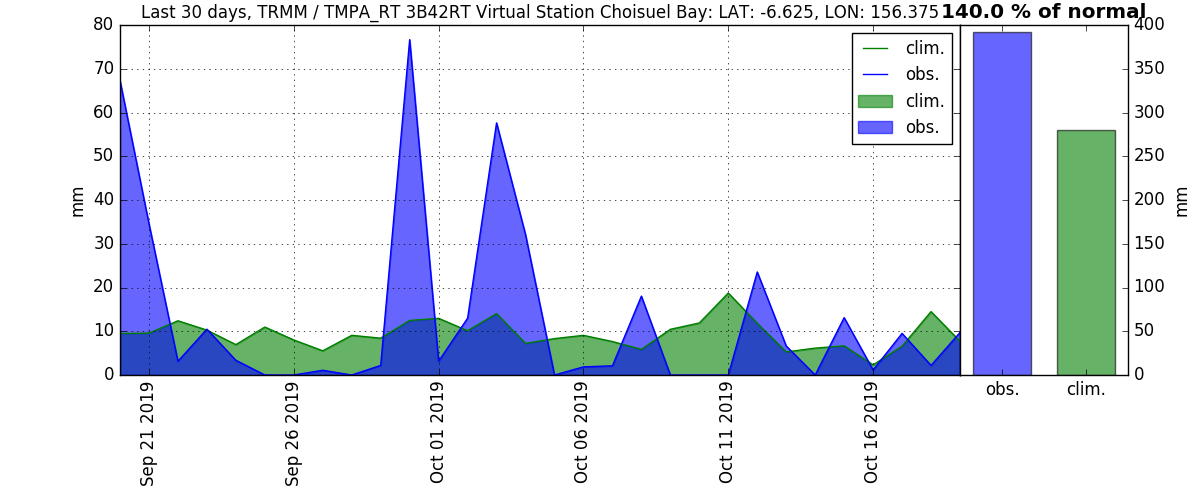 Last 30 days, TRMM / TMPA_RT 3B42RT Virtual Station Choisuel Bay: LAT: -6.625, LON: 156.375
140.0 % of normal
80
70
60
50
40
30
20
10
0
mm
clim.
obs.
clim.
obs.
Sep 21 2019
Sep 26 2019
Oct 01 2019
Oct 06 2019
Oct 11 2019
Oct 16 2019
400
350
300
250
200
150
100
50
0
mm
obs.
clim.